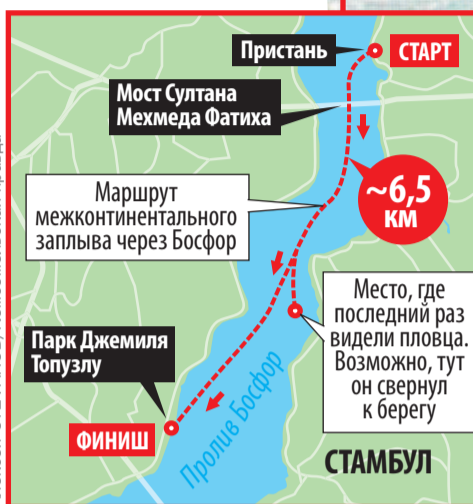 Пристань
СТАРТ
Мост Султана
Мехмеда Фатиха
~6,5
км
Маршрут
межконтинентального
заплыва через Босфор
Место, где
последний раз
видели пловца.
Возможно, тут
он свернул
к берегу
Парк Джемиля
Топузлу
ФИНИШ
Пролив Босфор
СТАМБУЛ